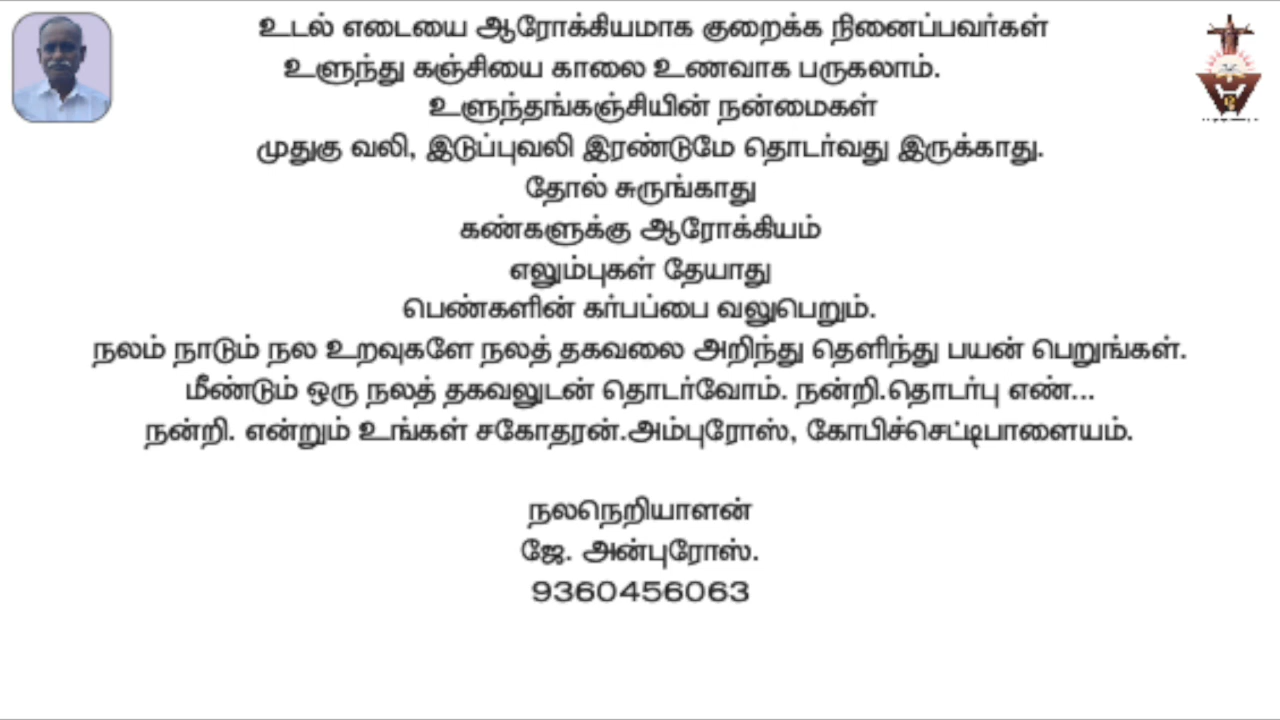 உடல் எடையை ஆரோக்கியமாக குறைக்க நினைப்பவர்கள்
உளுந்து கஞ்சியை காலை உணவாக பருகலாம்.
உளுந்தங்கஞ்சியின் நன்மைகள்
முதுகு வலி, இடுப்புவலி இரண்டுமே தொடர்வது இருக்காது.
தோல் சுருங்காது
கண்களுக்கு ஆரோக்கியம்
எலும்புகள் தேயாது
பெண்களின் கர்பப்பை வலுபெறும்.
நலம் நாடும் நல உறவுகளே நலத் தகவலை அறிந்து தெளிந்து பயன் பெறுங்கள்.
மீண்டும் ஒரு நலத் தகவலுடன் தொடர்வோம். நன்றி.தொடர்பு எண்...
நன்றி. என்றும் உங்கள் சகோதரன்.அம்புரோஸ், கோபிச்செட்டிபாளையம்.
நலநெறியாளன்
ஜே. அன்புரோஸ்.
9360456063